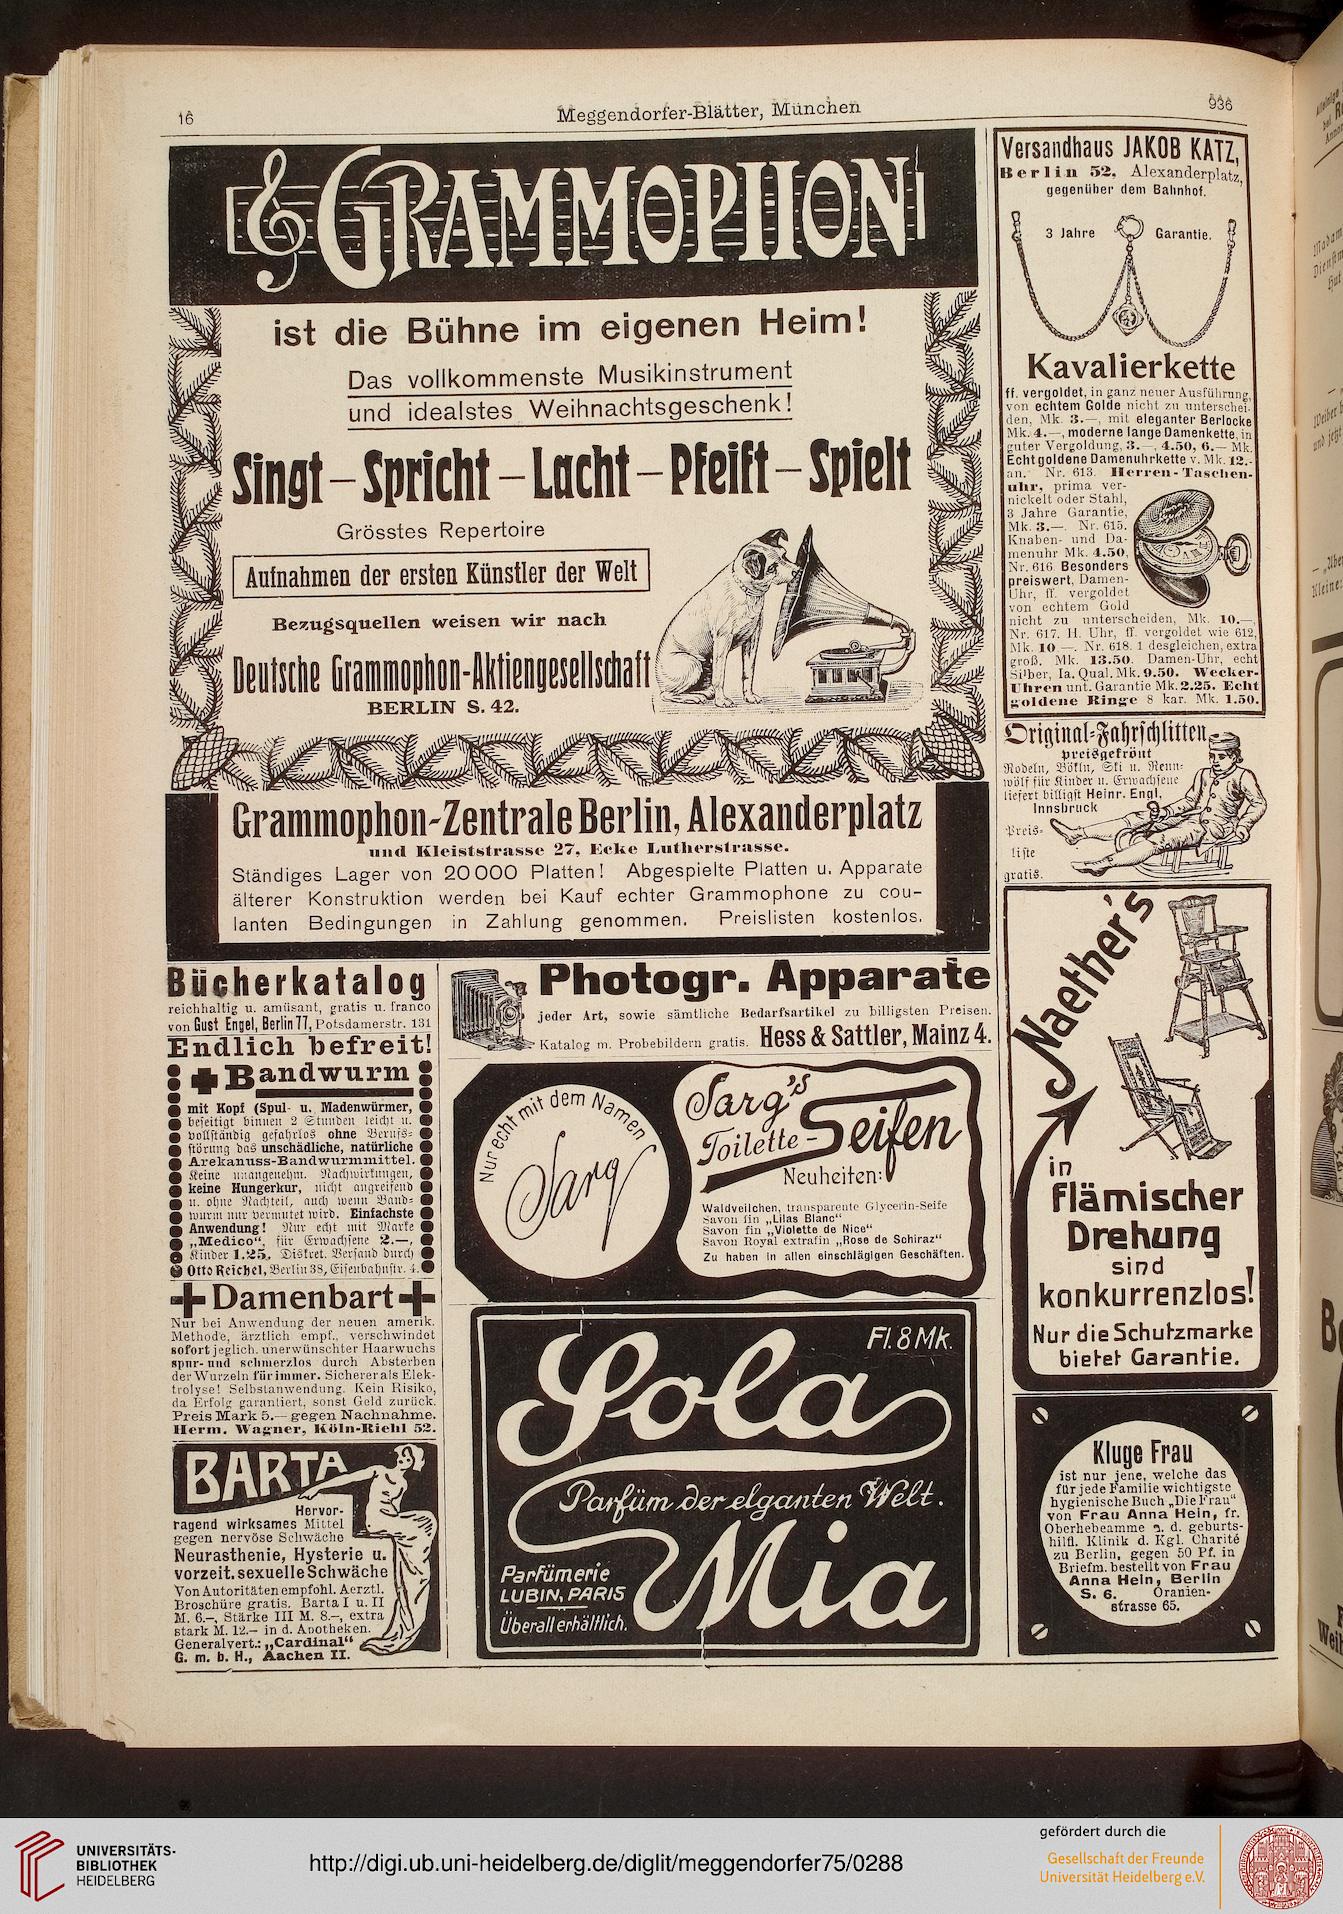 16
Meggendorfer-Blätter, München
936
GRAMMOPHON
ist die Bühne im eigenen Heim!
Das vollkommenste Musikinstrument
und idealstes Weihnachtsgeschenk!
Singt – Spricht – Lacht – Pfeift – Spielt
Grösstes Repertoire
Aufnahmen der ersten Künstler der Welt
Bezugsquellen weisen wir nach
Deutsche Grammophon-Aktiengesellschaft
BERLIN S. 42.
Grammophon-Zentrale Berlin, Alexanderplatz
und Kleiststrasse 27, Ecke Lutherstrasse.
Ständiges Lager von 20000 Platten! Abgespielte Platten u. Apparate
älterer Konstruktion werden bei Kauf echter Grammophone zu cou-
lanten Bedingungen in Zahlung genommen. Preislisten kostenlos.
Versandhaus JAKOB KATZ,
Berlin 52, Alexanderplatz,
gegenüber dem Bahnhof.
3 Jahre Garantie.
Kavalierkette
ff. vergoldet, in ganz neuer Ausführung,
von echtem Golde nicht zu unterschei-
den, Mk. 3.—, mit eleganter Berlocke
Mk. 4.—, moderne lange Damenkette, in
guter Vergoldung, 3.—, 4.50, 6.— Mk.
Echt goldene Damenuhrkette v. Mk. 12.-
an. Nr. 613. Herren-Taschen-
uhr, prima ver-
nickelt oder Stahl,
3 Jahre Garantie,
Mk. 3.—. Nr. 615.
Knaben- und Da-
menuhr Mk. 4.50,
Nr. 616. Besonders
preiswert, Damen-
Uhr, ff. vergoldet
von echtem Gold
nicht zu unterscheiden, Mk. 10.—.
Nr. 617. H. Uhr, ff. vergoldet wie 612,
Mk. 10.—. Nr. 618. 1 desgleichen, extra
groß. Mk. 13.50. Damen-Uhr, echt
Silber, Ia. Qual. Mk. 9.50. Wecker-
Uhren unt. Garantie Mk. 2.25. Echt
goldene Ringe 8 kar. Mk. 1.50.
Original-Fahrschlitten
preisgekrönt
Rodeln, Böckln, Ski u. Renn-
wölf für Kinder u. Erwachsene
liefert billigst Heinr. Engl,
Innsbruck
Preis-
liste
gratis.
Naether's
in
flämischer
Drehung
sind
konkurrenzlos!
Nur die Schutzmarke
bietet Garantie.
Kluge Frau
ist nur jene, welche das
für jede Familie wichtigste
hygienische Buch „Die Frau“
von Frau Anna Hein, fr.
Oberhebeamme a. d. geburts-
hilfl. Klinik d. Kgl. Charité
zu Berlin, gegen 50 Pf. in
Briefm. bestellt von Frau
Anna Hein, Berlin
S. 6. Oranien-
strasse 65.
Bücherkatalog
reichhaltig u. amüsant, gratis u. franco
von Gust Engel, Berlin 77, Potsdamerstr. 131
Endlich befreit!
Bandwurm
mit Kopf (Spul- u. Madenwürmer,
beseitigt binnen 2 Stunden leicht u.
vollständig gefahrlos ohne Berufs-
störung das unschädliche, natürliche
Arekanuss-Bandwurmmittel.
Keine unangenehm. Nachwirkungen,
keine Hungerkur, nicht angreifend
u. ohne Nachteil, auch wenn Band-
wurm nur vermutet wird. Einfachste
Anwendung! Nur echt mit Marke
„Medico“, für Erwachsene 2.—,
Kinder 1.25, Diskret. Versand durch
Otto Reichel, Berlin 38, Eisenbahnstr. 4.
Damenbart
Nur bei Anwendung der neuen amerik.
Methode, ärztlich empf., verschwindet
sofort jeglich. unerwünschter Haarwuchs
spur- und schmerzlos durch Absterben
der Wurzeln für immer. Sicherer als Elek-
trolyse! Selbstanwendung. Kein Risiko,
da Erfolg garantiert, sonst Geld zurück.
Preis Mark 5.— gegen Nachnahme.
Herm. Wagner, Köln-Riehl 52.
BARTA
Hervor-
ragend wirksames Mittel
gegen nervöse Schwäche
Neurasthenie, Hysterie u.
vorzeit. sexuelle Schwäche
Von Autoritäten empfohl. Aerztl.
Broschüre gratis. Barta I u. II
M. 6.–, Stärke III M. 8.–, extra
stark M. 12.– in d. Apotheken.
Generalvert.: „Cardinal“
G. m. b. H., Aachen II.
Photogr. Apparate
jeder Art, sowie sämtliche Bedarfsartikel zu billigsten Preisen.
Katalog m. Probebildern gratis. Hess & Sattler, Mainz 4.
Nur echt mit dem Namen
Sarg
Sarg's
Toilette-Seifen
Neuheiten:
Waldveilchen, transparente Glycerin-Seife
Savon fin „Lilas Blanc“
Savon fin „Violette de Nice“
Savon Royal extrafin „Rose de Schiraz“
Zu haben in allen einschlägigen Geschäften.
Fl. 8 Mk.
Lola
Parfüm der elganten Welt.
Mia
Parfümerie
LUBIN, PARIS
Überall erhältlich.
UNIVERSITÄTS-
BIBLIOTHEK
HEIDELBERG
http://digi.ub.uni-heidelberg.de/diglit/meggendorfer75/0288
gefördert durch die
Gesellschaft der Freunde
Universität Heidelberg e.V.